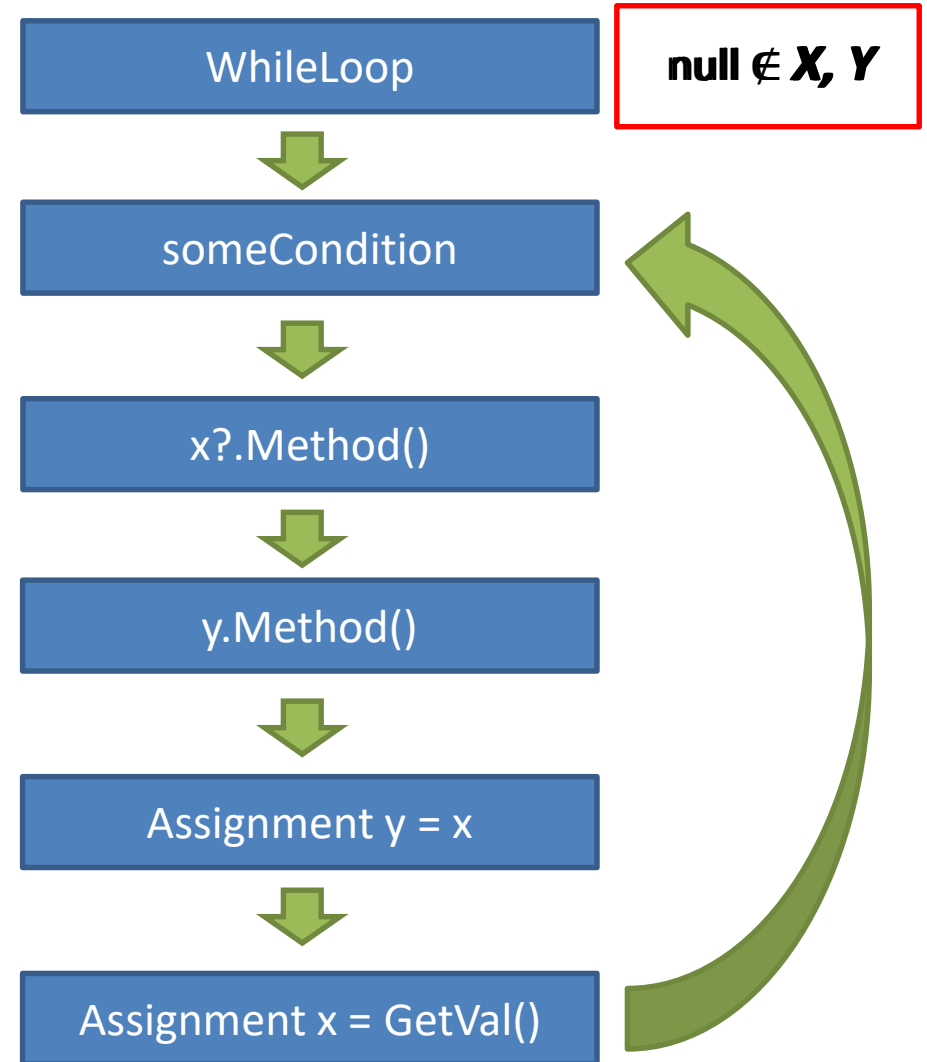 WhileLoop
null ∉ X, Y
someCondition
x?.Method()
y.Method()
Assignment y = x
Assignment x = GetVal()